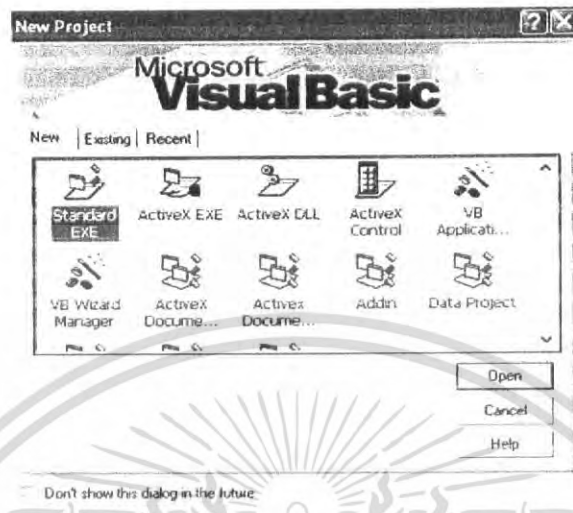 New Project
Microsoft
Visual Basic
New Existing Recent
Standard EXE
ActiveX EXE
ActiveX DLL
ActiveX Control
VB Applicati...
VB Wizard Manager
ActiveX Docume...
Activex Docume...
Addin
Data Project
Open
Cancel
Help
Don't show this dialog in the future